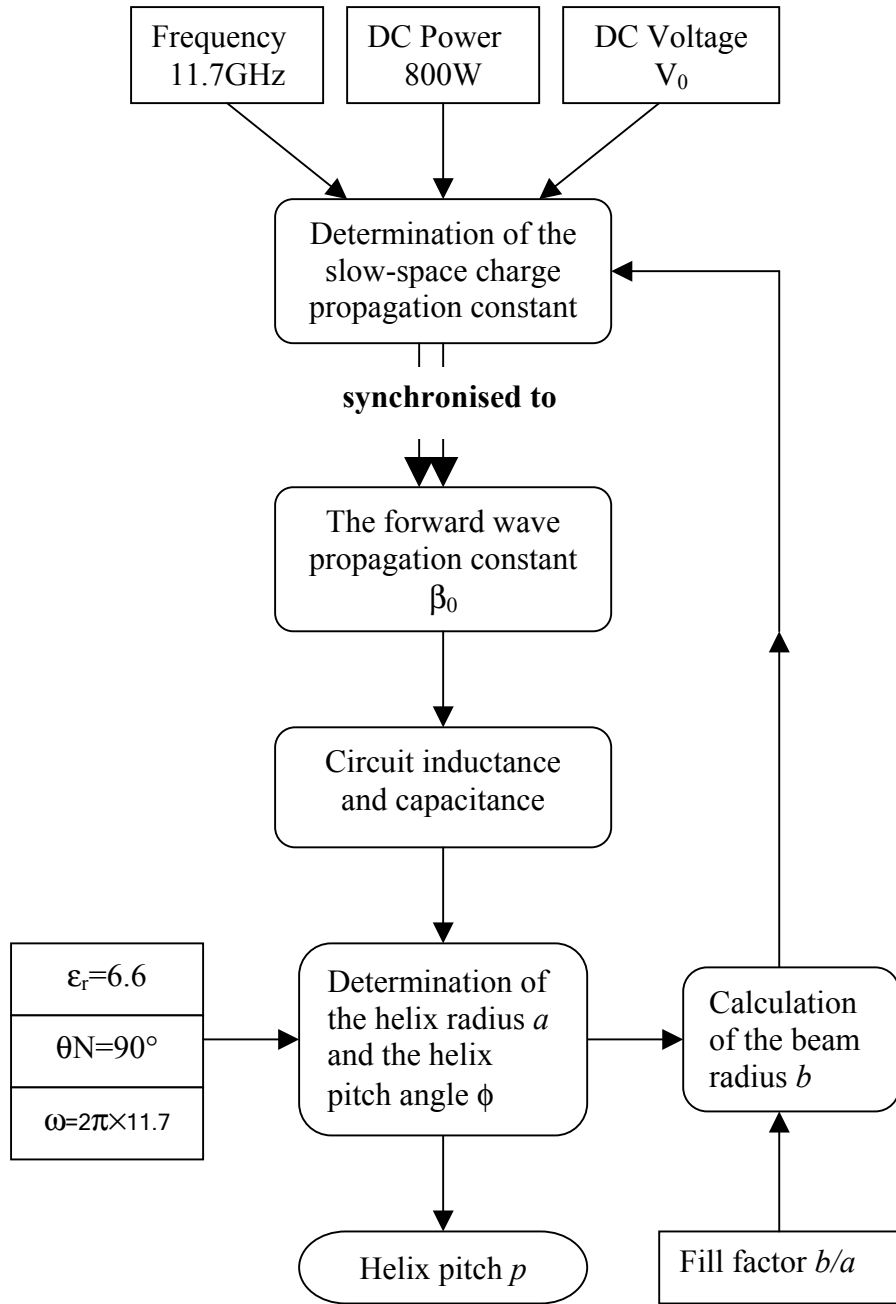 Frequency
11.7GHz
DC Power
800W
DC Voltage
V₀
Determination of the
slow-space charge
propagation constant
synchronised to
The forward wave
propagation constant
β₀
Circuit inductance
and capacitance
εᵣ=6.6
θN=90°
ω=2π×11.7
Determination of
the helix radius a
and the helix
pitch angle ϕ
Calculation
of the beam
radius b
Helix pitch p
Fill factor b/a